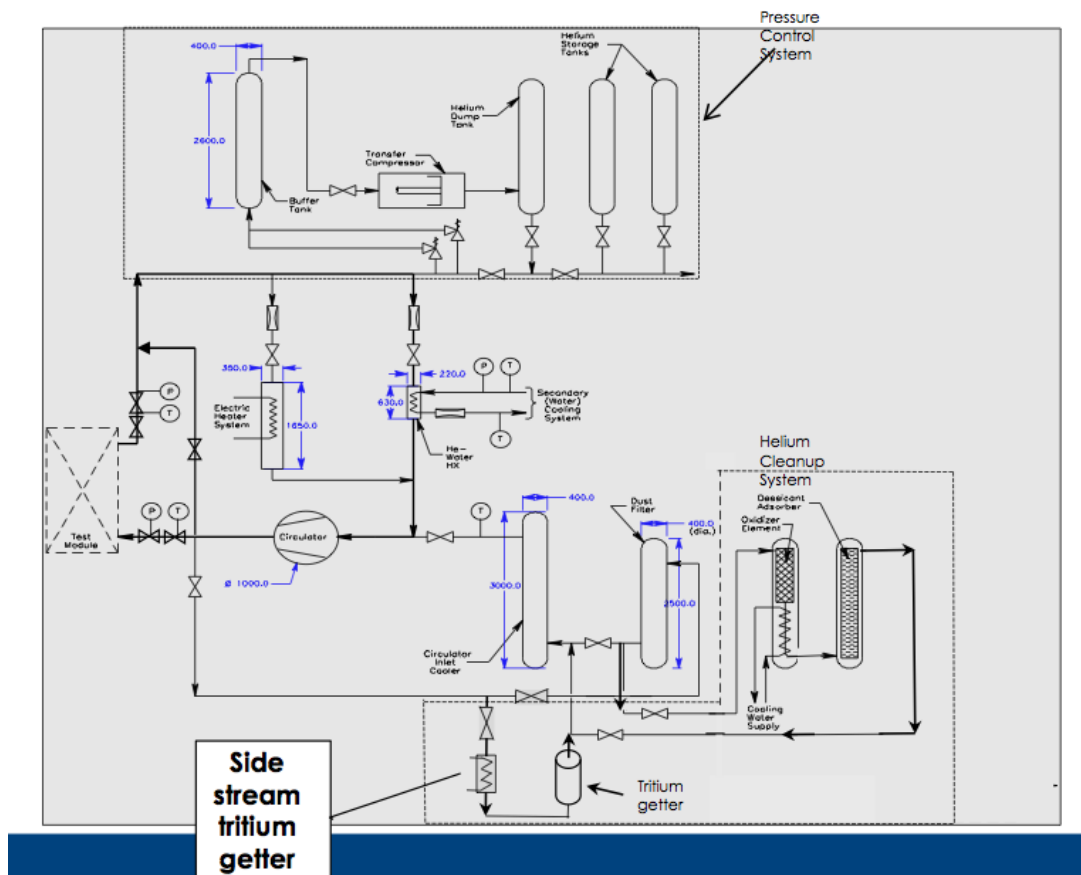 Pressure
Control
System
400.0
Helium
Storage
Tanks
Helium
Dump
Tank
2600.0
Transfer
Compressor
Buffer
Tank
350.0
220.0
P
T
P
T
Electric
Heater
System
1650.0
630.0
Secondary
(Water)
Cooling
System
T
He-
Water
HX
Helium
Cleanup
System
Dessicant
Adsorber
Oxidizer
Element
Test
Module
P
T
Circulator
Ø 1000.0
T
400.0
Dust
Filter
400.0
(dia.)
3000.0
2500.0
Circulator
Inlet
Cooler
Cooling
Water
Supply
Side
stream
tritium
getter
Tritium
getter